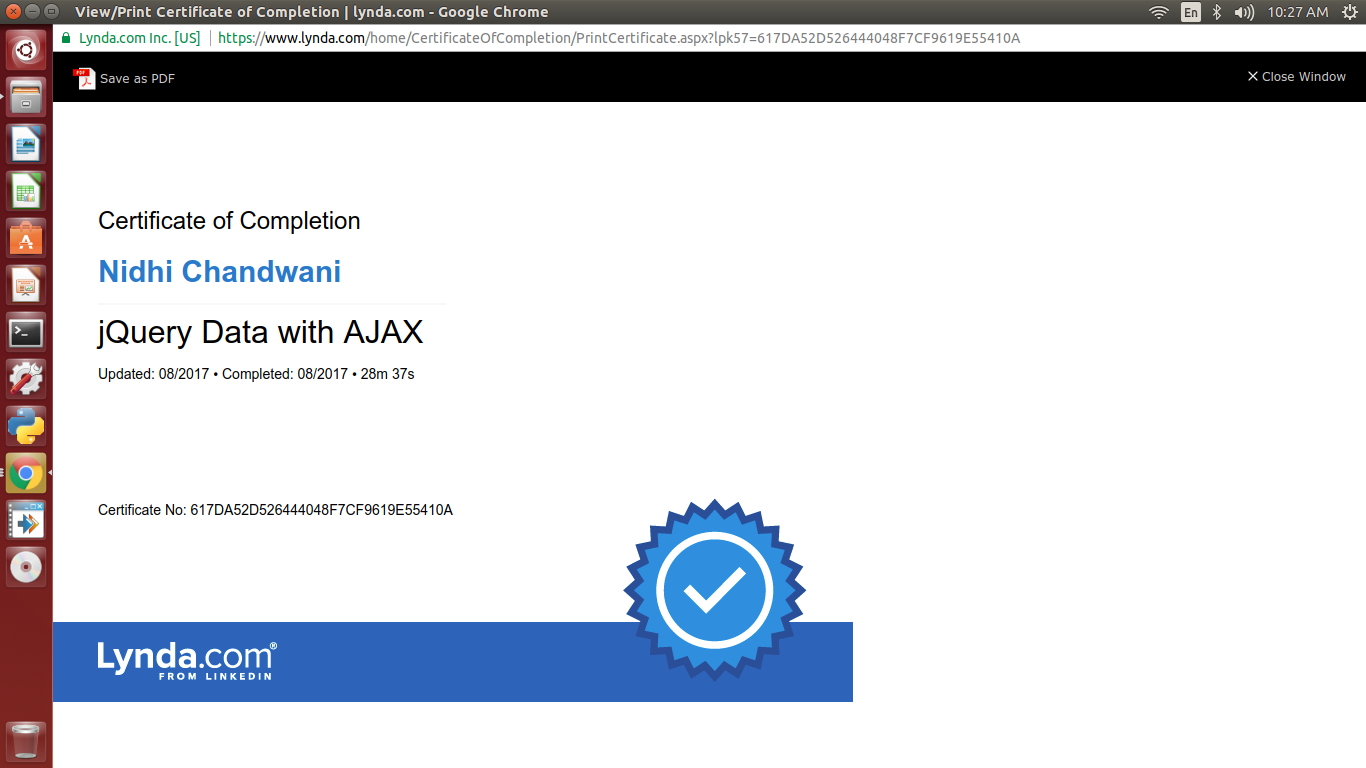 View/Print Certificate of Completion | lynda.com - Google Chrome
En
10:27 AM
Lynda.com Inc. [US]
https://www.lynda.com/home/CertificateOfCompletion/PrintCertificate.aspx?lpk57=617DA52D526444048F7CF9619E55410A
PDF
Save as PDF
Close Window
Certificate of Completion
Nidhi Chandwani
jQuery Data with AJAX
Updated: 08/2017 • Completed: 08/2017 • 28m 37s
Certificate No: 617DA52D526444048F7CF9619E55410A
Lynda.com®
FROM LINKEDIN